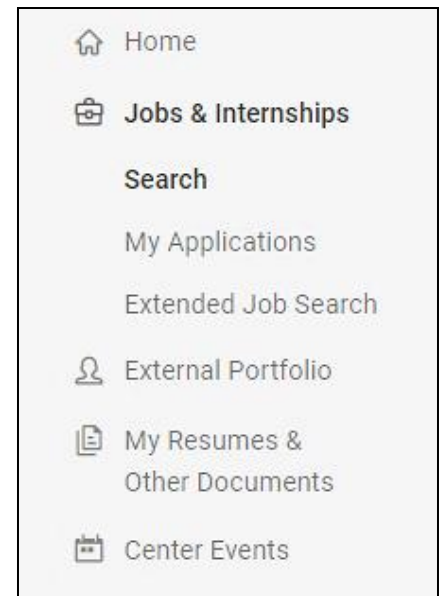 Home
Jobs & Internships
Search
My Applications
Extended Job Search
External Portfolio
My Resumes &
Other Documents
Center Events